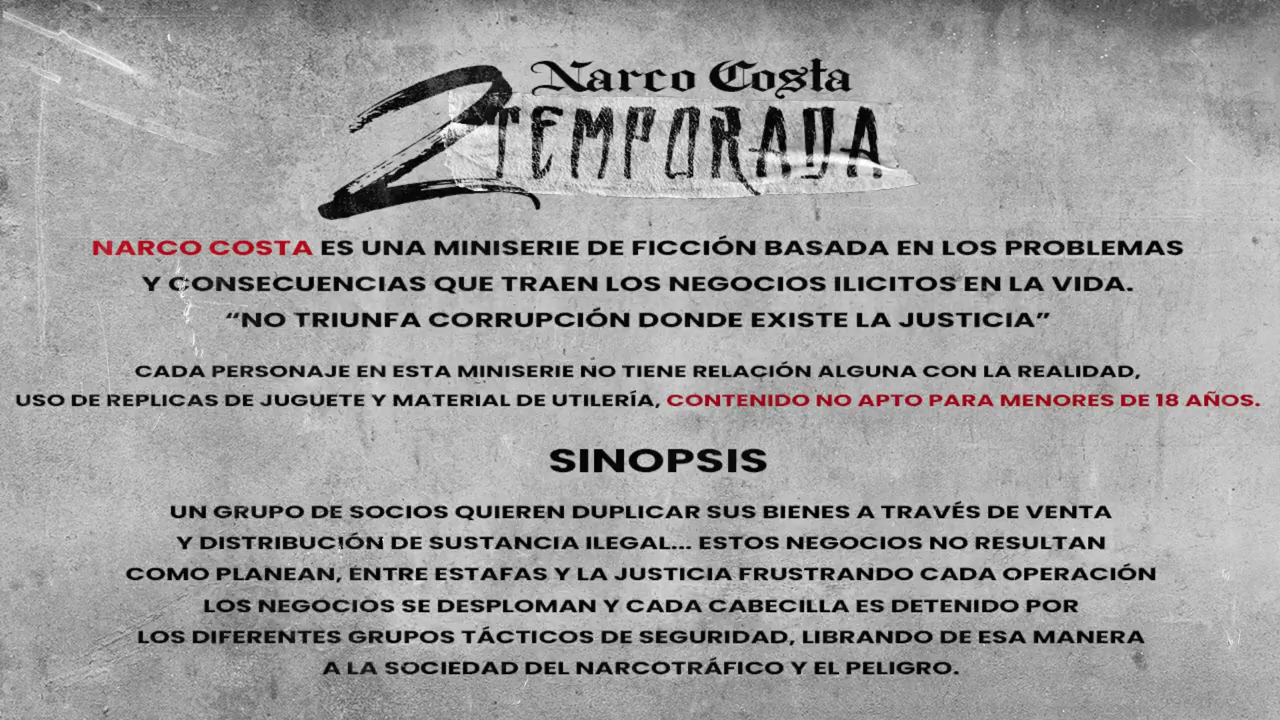 Narco Costa
2 TEMPORADA
NARCO COSTA ES UNA MINISERIE DE FICCIÓN BASADA EN LOS PROBLEMAS
Y CONSECUENCIAS QUE TRAEN LOS NEGOCIOS ILICITOS EN LA VIDA.
“NO TRIUNFA CORRUPCIÓN DONDE EXISTE LA JUSTICIA”
CADA PERSONAJE EN ESTA MINISERIE NO TIENE RELACIÓN ALGUNA CON LA REALIDAD,
USO DE REPLICAS DE JUGUETE Y MATERIAL DE UTILERÍA, CONTENIDO NO APTO PARA MENORES DE 18 AÑOS.
SINOPSIS
UN GRUPO DE SOCIOS QUIEREN DUPLICAR SUS BIENES A TRAVÉS DE VENTA
Y DISTRIBUCIÓN DE SUSTANCIA ILEGAL... ESTOS NEGOCIOS NO RESULTAN
COMO PLANEAN, ENTRE ESTAFAS Y LA JUSTICIA FRUSTRANDO CADA OPERACIÓN
LOS NEGOCIOS SE DESPLOMAN Y CADA CABECILLA ES DETENIDO POR
LOS DIFERENTES GRUPOS TÁCTICOS DE SEGURIDAD, LIBRANDO DE ESA MANERA
A LA SOCIEDAD DEL NARCOTRÁFICO Y EL PELIGRO.